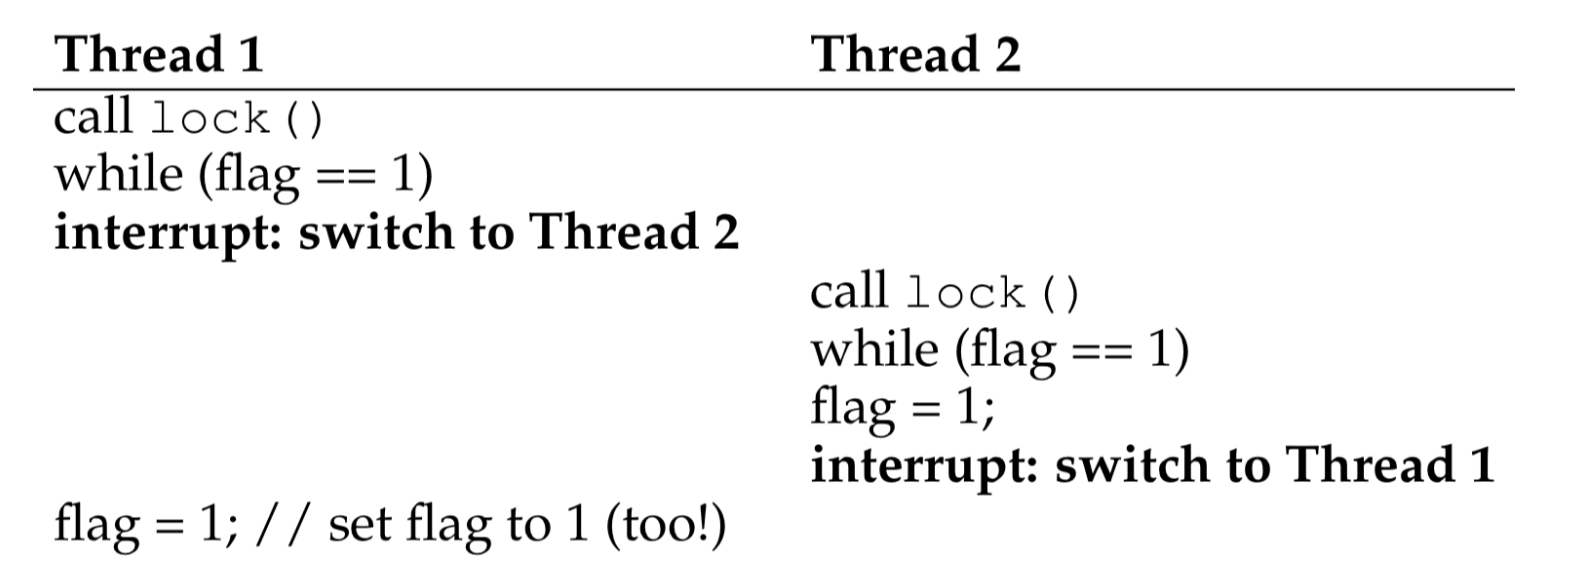 Thread 1 Thread 2
call lock()
while (flag == 1)
interrupt: switch to Thread 2
call lock()
while (flag == 1)
flag = 1;
interrupt: switch to Thread 1
flag = 1; // set flag to 1 (too!)